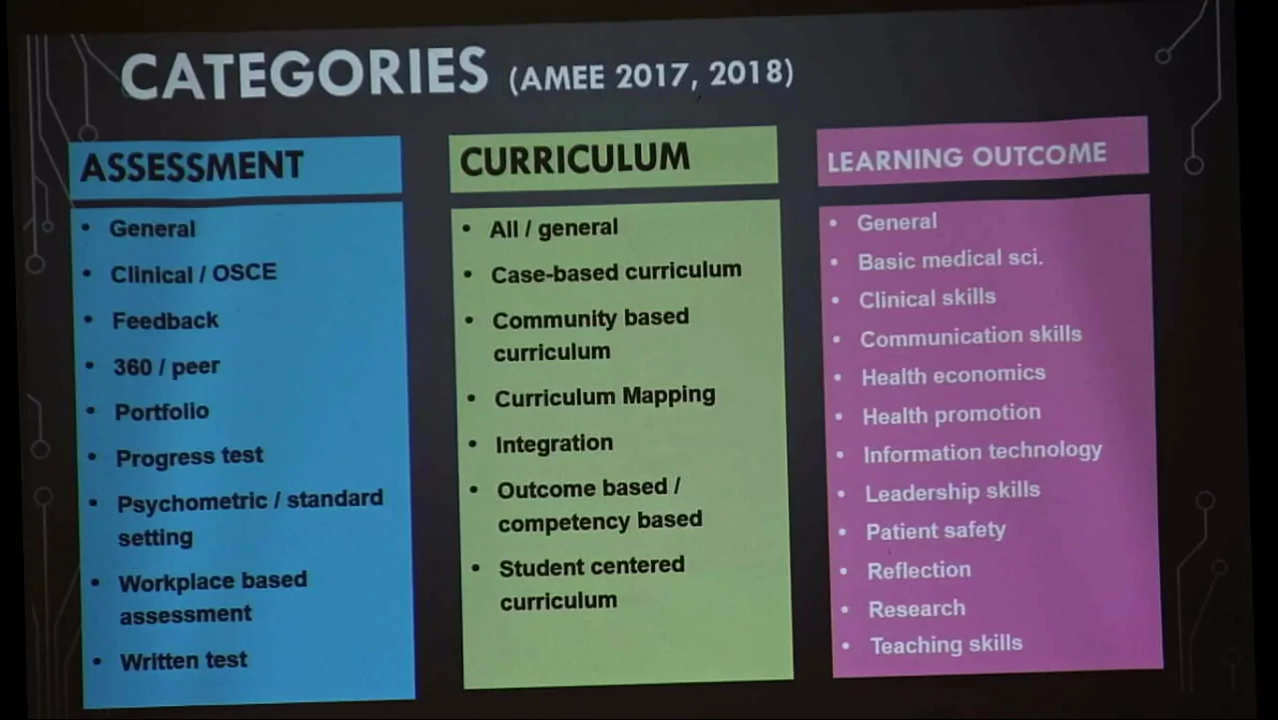 CATEGORIES (AMEE 2017, 2018)
ASSESSMENT
• General
• Clinical / OSCE
• Feedback
• 360 / peer
• Portfolio
• Progress test
• Psychometric / standard
setting
• Workplace based
assessment
• Written test
CURRICULUM
• All / general
• Case-based curriculum
• Community based
curriculum
• Curriculum Mapping
• Integration
• Outcome based /
competency based
• Student centered
curriculum
LEARNING OUTCOME
• General
• Basic medical sci.
• Clinical skills
• Communication skills
• Health economics
• Health promotion
• Information technology
• Leadership skills
• Patient safety
• Reflection
• Research
• Teaching skills